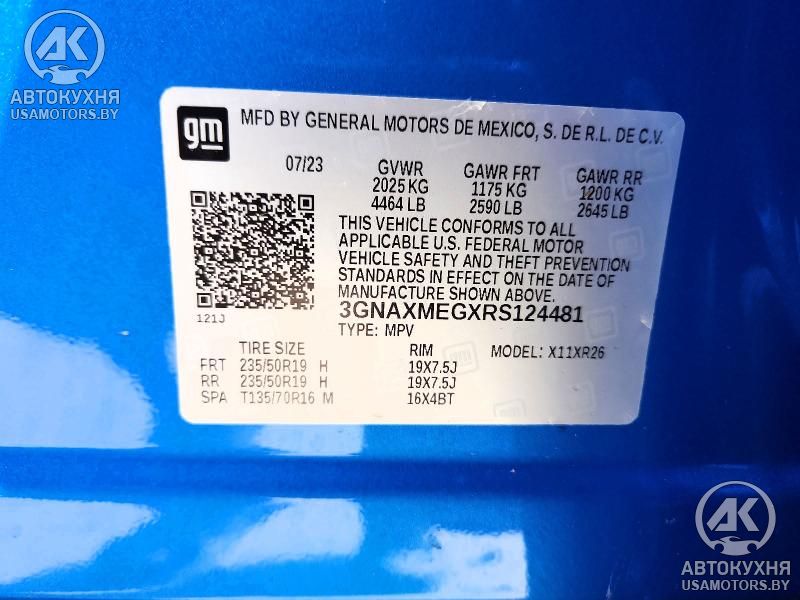 AK
АВТОКУХНЯ
USAMOTORS.BY
gm
MFD BY GENERAL MOTORS DE MEXICO, S. DE R.L. DE C.V.
07/23 GVWR GAWR FRT GAWR RR
2025 KG 1175 KG 1200 KG
4464 LB 2590 LB 2645 LB
THIS VEHICLE CONFORMS TO ALL
APPLICABLE U.S. FEDERAL MOTOR
VEHICLE SAFETY AND THEFT PREVENTION
STANDARDS IN EFFECT ON THE DATE OF
MANUFACTURE SHOWN ABOVE.
121J
3GNAXMEGXRS124481
TYPE: MPV
TIRE SIZE RIM MODEL: X11XR26
FRT 235/50R19 H 19X7.5J
RR 235/50R19 H 19X7.5J
SPA T135/70R16 M 16X4BT
AK
АВТОКУХНЯ
USAMOTORS.BY